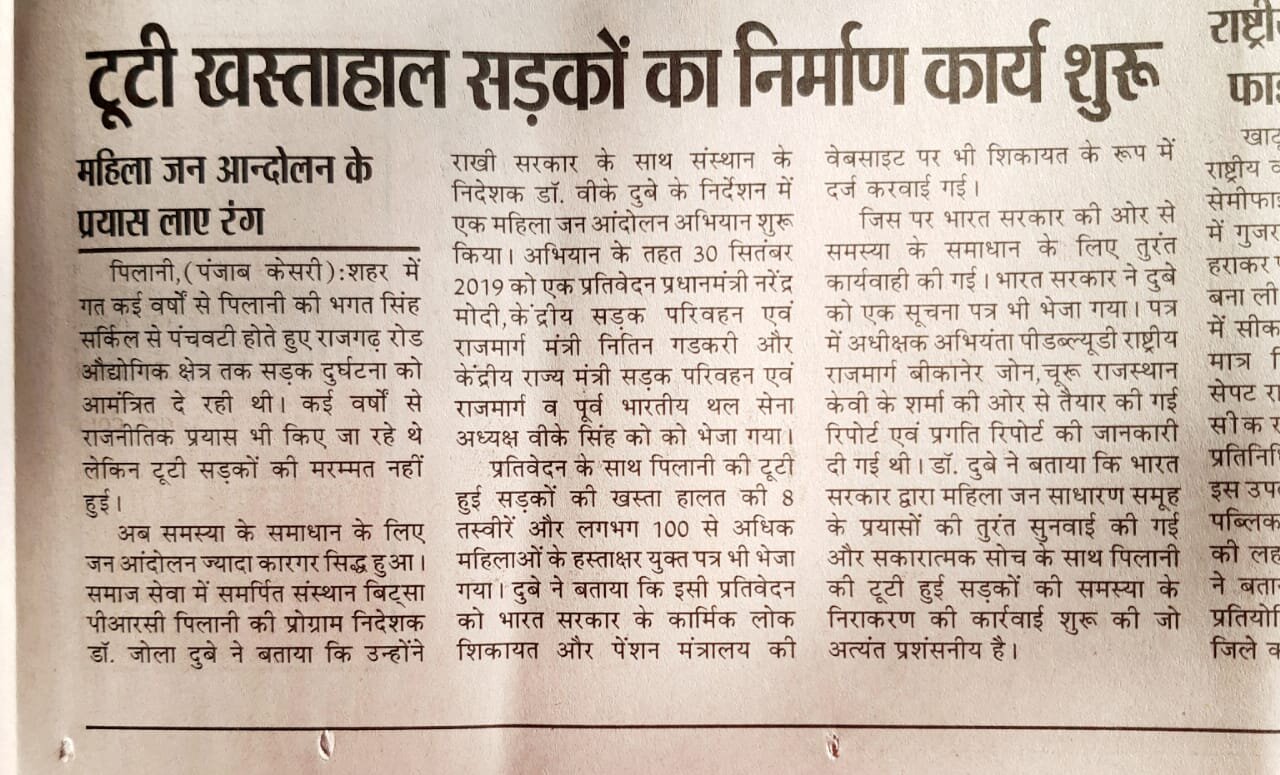 टूटी खस्ताहाल सड़कों का निर्माण कार्य शुरू
महिला जन आन्दोलन के
प्रयास लाए रंग
पिलानी,(पंजाब केसरी):शहर में
गत कई वर्षों से पिलानी की भगत सिंह
सर्किल से पंचवटी होते हुए राजगढ़ रोड
औद्योगिक क्षेत्र तक सड़क दुर्घटना को
आमंत्रित दे रही थी। कई वर्षों से
राजनीतिक प्रयास भी किए जा रहे थे
लेकिन टूटी सड़कों की मरम्मत नहीं
हुई।
अब समस्या के समाधान के लिए
जन आंदोलन ज्यादा कारगर सिद्ध हुआ।
समाज सेवा में समर्पित संस्थान बिट्सा
पीआरसी पिलानी की प्रोग्राम निदेशक
डॉ. जोला दुबे ने बताया कि उन्होंने
राखी सरकार के साथ संस्थान के
निदेशक डॉ. वीके दुबे के निर्देशन में
एक महिला जन आंदोलन अभियान शुरू
किया। अभियान के तहत 30 सितंबर
2019 को एक प्रतिवेदन प्रधानमंत्री नरेंद्र
मोदी,केंद्रीय सड़क परिवहन एवं
राजमार्ग मंत्री नितिन गडकरी और
केंद्रीय राज्य मंत्री सड़क परिवहन एवं
राजमार्ग व पूर्व भारतीय थल सेना
अध्यक्ष वीके सिंह को को भेजा गया।
प्रतिवेदन के साथ पिलानी की टूटी
हुई सड़कों की खस्ता हालत की 8
तस्वीरें और लगभग 100 से अधिक
महिलाओं के हस्ताक्षर युक्त पत्र भी भेजा
गया। दुबे ने बताया कि इसी प्रतिवेदन
को भारत सरकार के कार्मिक लोक
शिकायत और पेंशन मंत्रालय की
वेबसाइट पर भी शिकायत के रूप में
दर्ज करवाई गई।
जिस पर भारत सरकार की ओर से
समस्या के समाधान के लिए तुरंत
कार्यवाही की गई। भारत सरकार ने दुबे
को एक सूचना पत्र भी भेजा गया। पत्र
में अधीक्षक अभियंता पीडब्ल्यूडी राष्ट्रीय
राजमार्ग बीकानेर जोन,चूरू राजस्थान
केवी के शर्मा की ओर से तैयार की गई
रिपोर्ट एवं प्रगति रिपोर्ट की जानकारी
दी गई थी। डॉ. दुबे ने बताया कि भारत
सरकार द्वारा महिला जन साधारण समूह
के प्रयासों की तुरंत सुनवाई की गई
और सकारात्मक सोच के साथ पिलानी
की टूटी हुई सड़कों की समस्या के
निराकरण की कार्रवाई शुरू की जो
अत्यंत प्रशंसनीय है।
राष्ट्रीय
में गुजर
हराकर
बना ली
में सीक
मात्र
सेपट
इस
की लह
ने बता
जिले